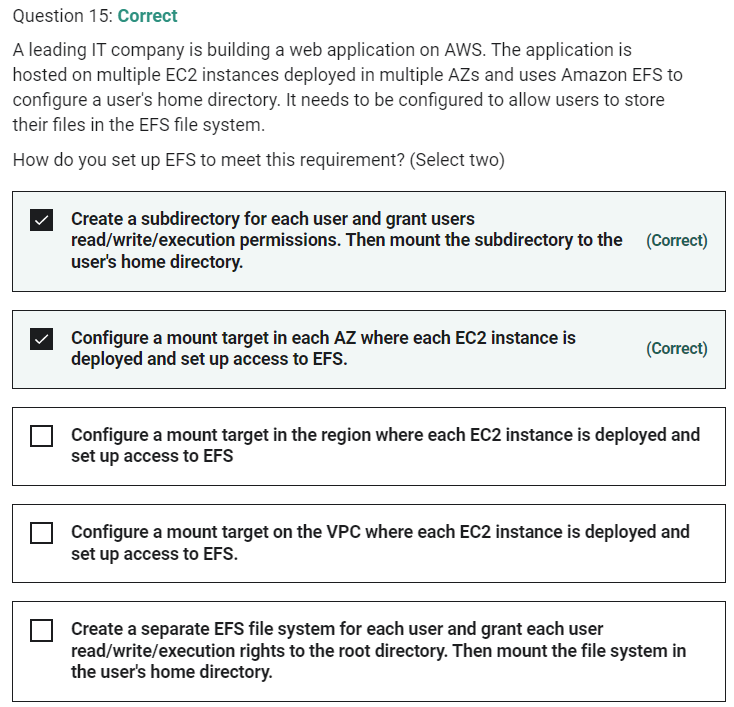 Question 15: Correct
A leading IT company is building a web application on AWS. The application is
hosted on multiple EC2 instances deployed in multiple AZs and uses Amazon EFS to
configure a user's home directory. It needs to be configured to allow users to store
their files in the EFS file system.
How do you set up EFS to meet this requirement? (Select two)
Create a subdirectory for each user and grant users
read/write/execution permissions. Then mount the subdirectory to the
user's home directory.
(Correct)
Configure a mount target in each AZ where each EC2 instance is
deployed and set up access to EFS.
(Correct)
Configure a mount target in the region where each EC2 instance is deployed and
set up access to EFS
Configure a mount target on the VPC where each EC2 instance is deployed and
set up access to EFS.
Create a separate EFS file system for each user and grant each user
read/write/execution rights to the root directory. Then mount the file system in
the user's home directory.